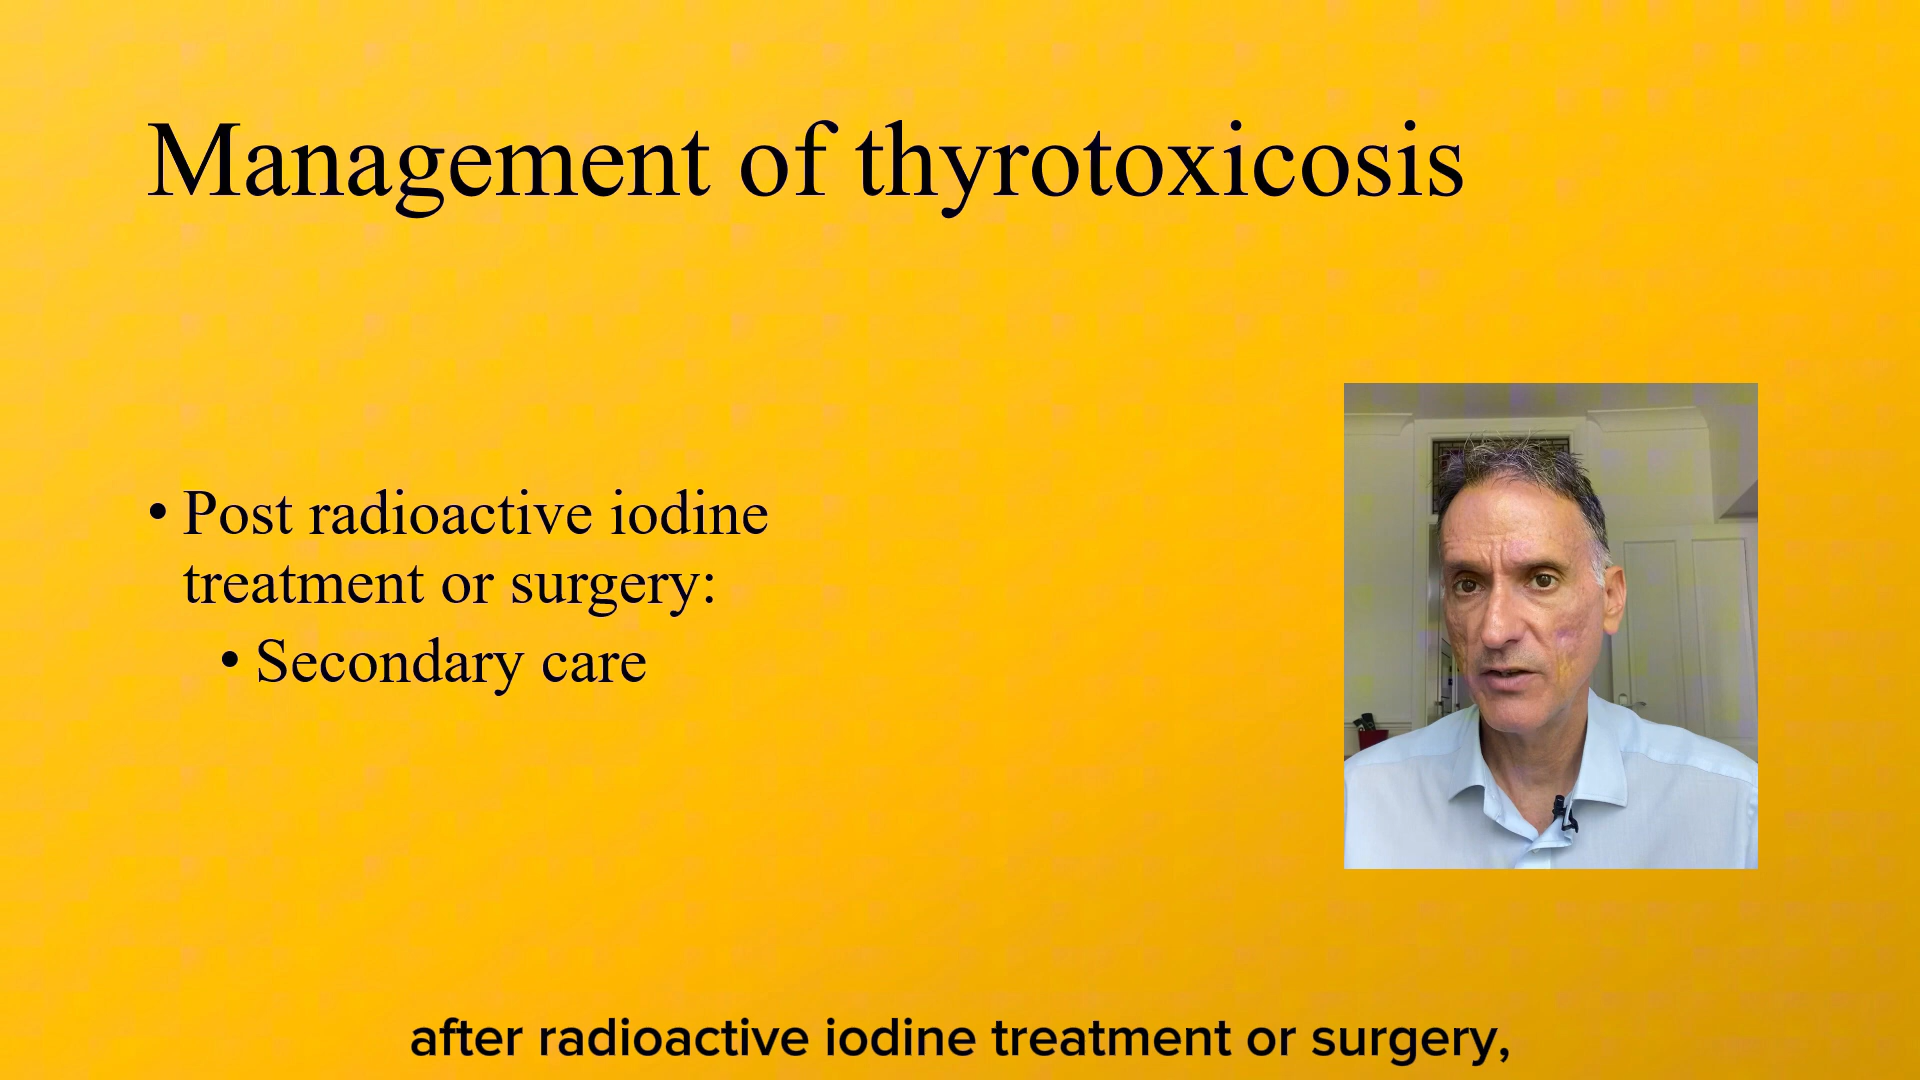 Management of thyrotoxicosis
• Post radioactive iodine
treatment or surgery:
• Secondary care
after radioactive iodine treatment or surgery,